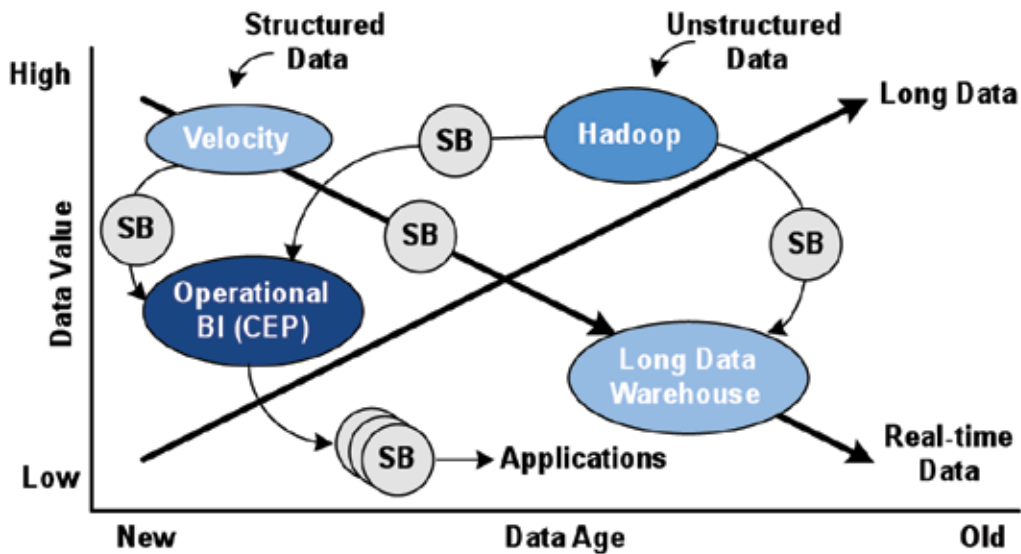 Structured
Data
Unstructured
Data
High
Long Data
Velocity
SB
Hadoop
SB
SB
SB
Data Value
Operational
BI (CEP)
Long Data
Warehouse
Real-time
Data
SB
Applications
Low
New
Data Age
Old